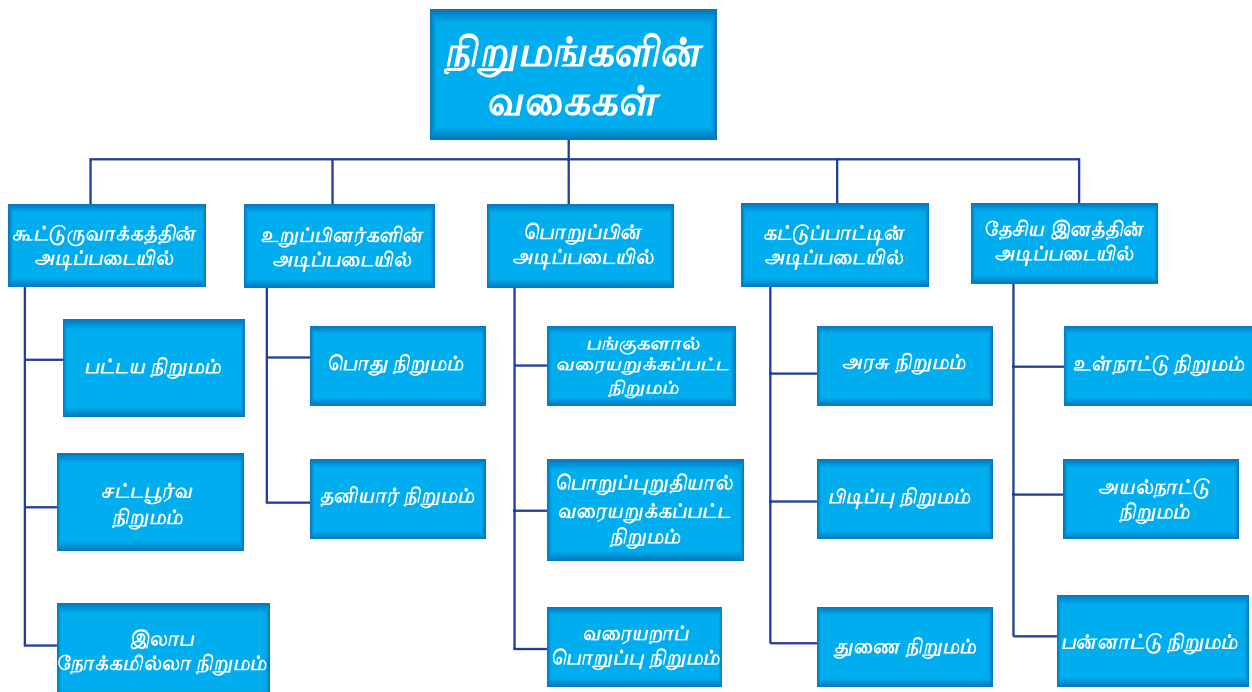 நிறுமங்களின்
வகைகள்
கூட்டுருவாக்கத்தின்
அடிப்படையில்
உறுப்பினர்களின்
அடிப்படையில்
பொறுப்பின்
அடிப்படையில்
கட்டுப்பாட்டின்
அடிப்படையில்
தேசிய இனத்தின்
அடிப்படையில்
பட்டய நிறுமம்
சட்டபூர்வ
நிறுமம்
இலாப
நோக்கமில்லா நிறுமம்
பொது நிறுமம்
தனியார் நிறுமம்
பங்குகளால்
வரையறுக்கப்பட்ட
நிறுமம்
பொறுப்புறுதியால்
வரையறுக்கப்பட்ட
நிறுமம்
வரையறாப்
பொறுப்பு நிறுமம்
அரசு நிறுமம்
பிடிப்பு நிறுமம்
துணை நிறுமம்
உள்நாட்டு நிறுமம்
அயல்நாட்டு
நிறுமம்
பன்னாட்டு நிறுமம்